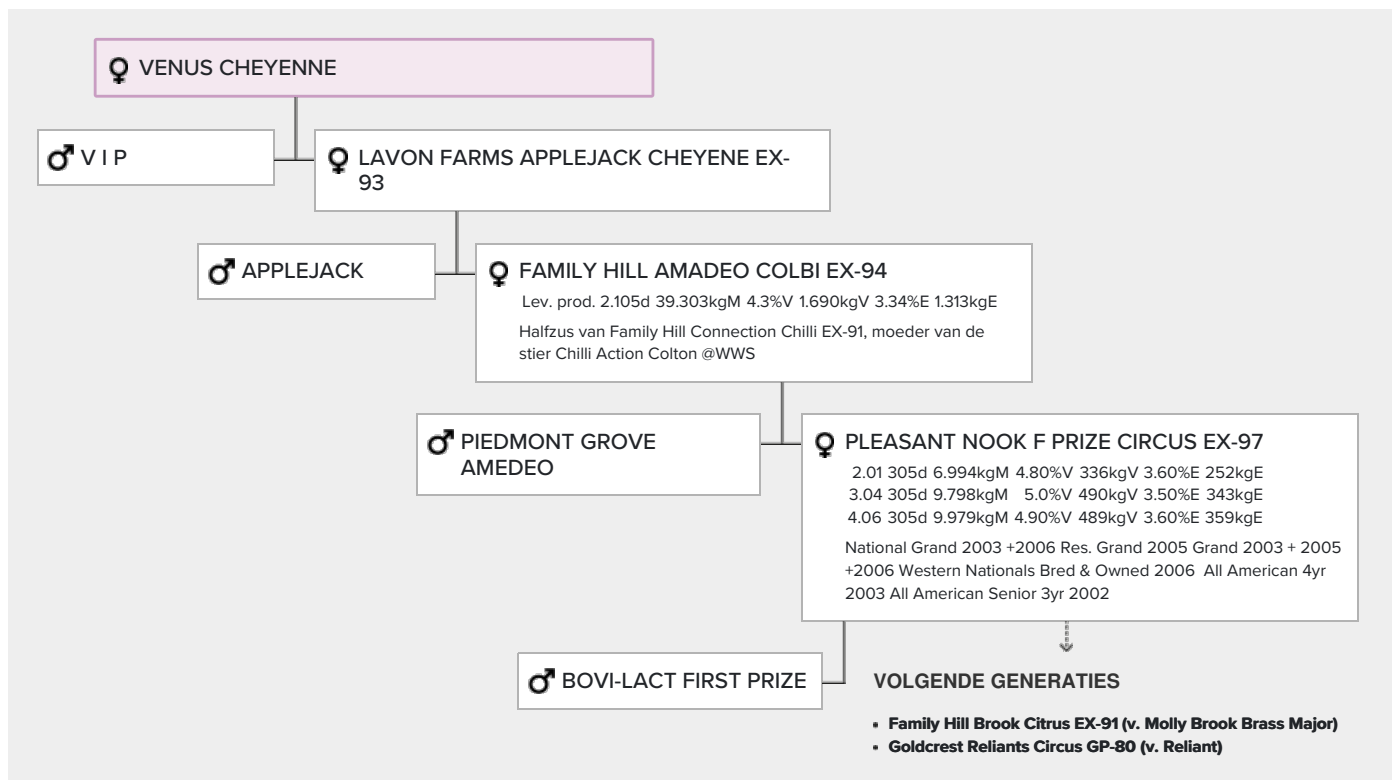 VENUS CHEYENNE
V I P
LAVON FARMS APPLEJACK CHEYENE EX-
93
APPLEJACK
FAMILY HILL AMADEO COLBI EX-94
Lev. prod. 2.105d 39.303kgM 4.3%V 1.690kgV 3.34%E 1.313kgE
Halfzus van Family Hill Connection Chilli EX-91, moeder van de
stier Chilli Action Colton @WWS
PIEDMONT GROVE
AMEDEO
PLEASANT NOOK F PRIZE CIRCUS EX-97
2.01 305d 6.994kgM 4.80%V 336kgV 3.60%E 252kgE
3.04 305d 9.798kgM 5.0%V 490kgV 3.50%E 343kgE
4.06 305d 9.979kgM 4.90%V 489kgV 3.60%E 359kgE
National Grand 2003 +2006 Res. Grand 2005 Grand 2003 + 2005
+2006 Western Nationals Bred & Owned 2006 All American 4yr
2003 All American Senior 3yr 2002
BOVI-LACT FIRST PRIZE
VOLGENDE GENERATIES
• Family Hill Brook Citrus EX-91 (v. Molly Brook Brass Major)
• Goldcrest Reliants Circus GP-80 (v. Reliant)